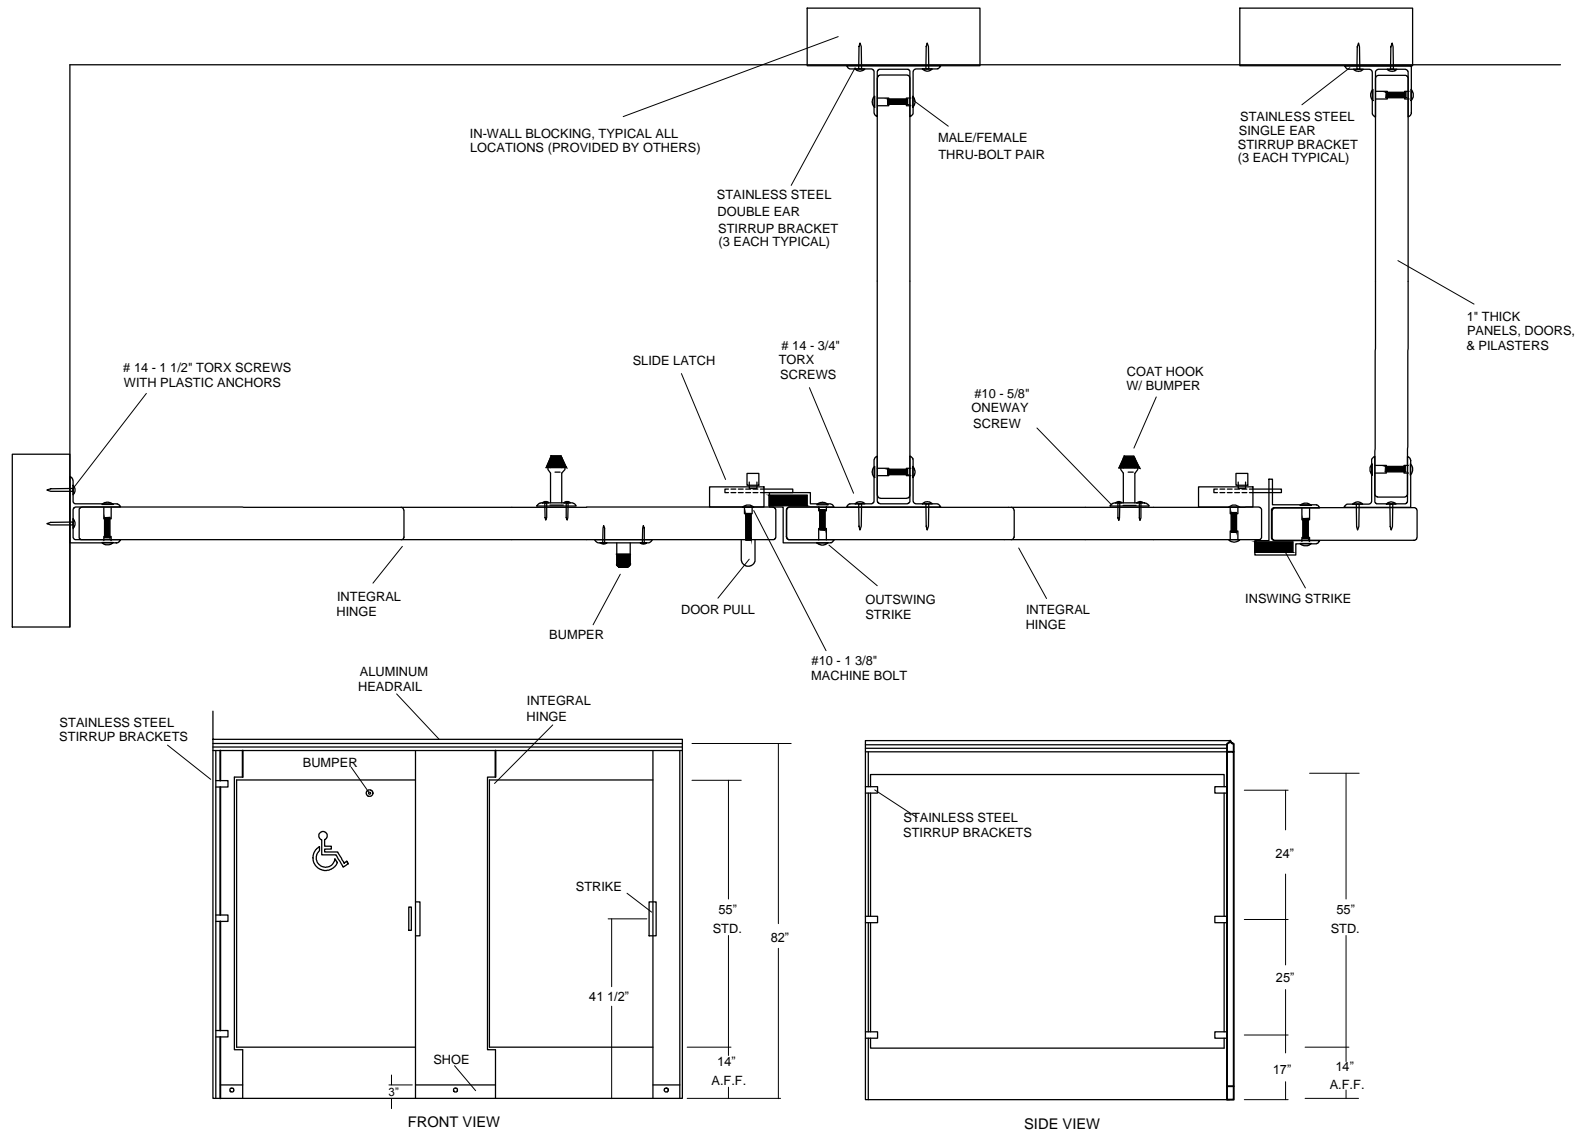 IN-WALL BLOCKING, TYPICAL ALL
LOCATIONS (PROVIDED BY OTHERS)
MALE/FEMALE
THRU-BOLT PAIR
STAINLESS STEEL
SINGLE EAR
STIRRUP BRACKET
(3 EACH TYPICAL)
STAINLESS STEEL
DOUBLE EAR
STIRRUP BRACKET
(3 EACH TYPICAL)
1" THICK
PANELS, DOORS,
& PILASTERS
# 14 - 1 1/2" TORX SCREWS
WITH PLASTIC ANCHORS
SLIDE LATCH
# 14 - 3/4"
TORX
SCREWS
#10 - 5/8"
ONEWAY
SCREW
COAT HOOK
W/ BUMPER
INTEGRAL
HINGE
BUMPER
DOOR PULL
OUTSWING
STRIKE
INTEGRAL
HINGE
INSWING STRIKE
#10 - 1 3/8"
MACHINE BOLT
ALUMINUM
HEADRAIL
INTEGRAL
HINGE
STAINLESS STEEL
STIRRUP BRACKETS
BUMPER
STRIKE
55”
STD.
82”
41 1/2”
SHOE
3”
14”
A.F.F.
FRONT VIEW
STAINLESS STEEL
STIRRUP BRACKETS
24”
55”
STD.
25”
17”
14”
A.F.F.
SIDE VIEW